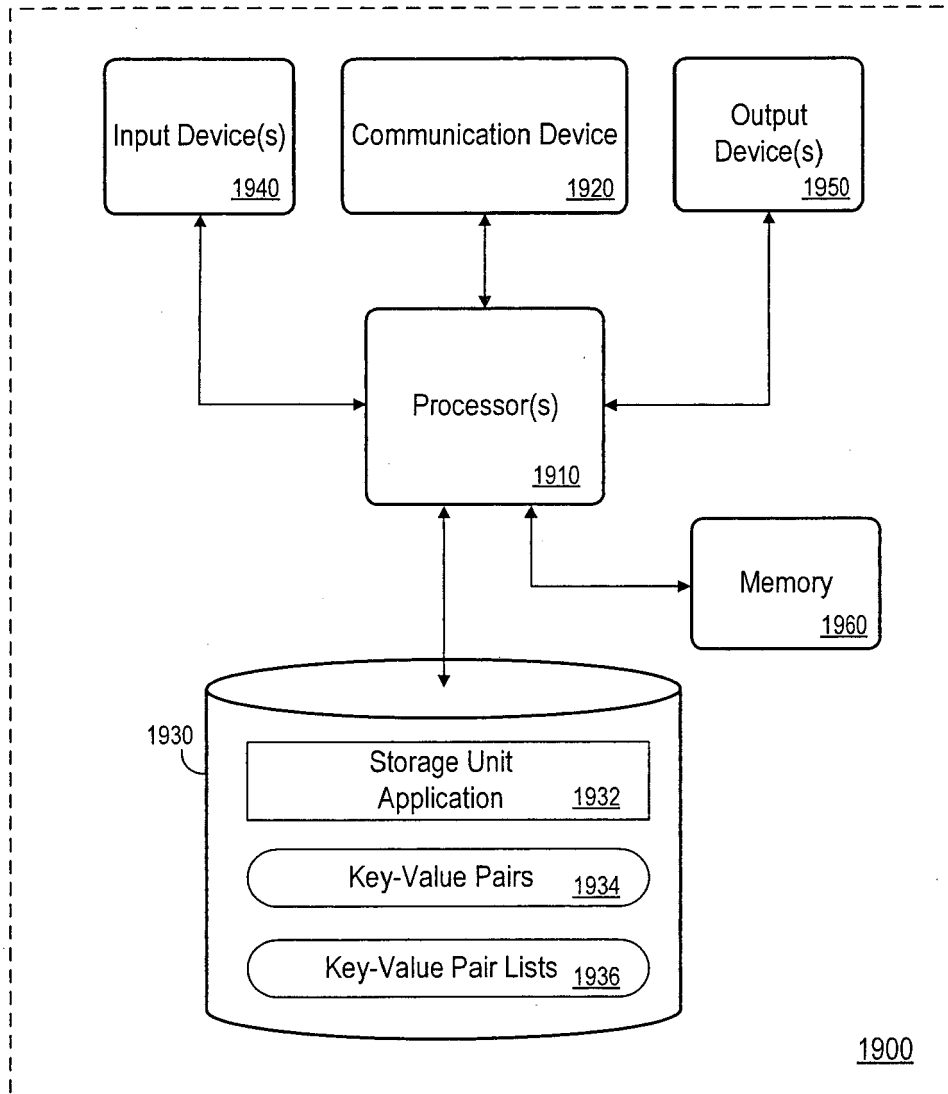 Input Device(s)
1940
Communication Device
1920
Output
Device(s)
1950
Processor(s)
1910
Memory
1960
1930
Storage Unit
Application
1932
Key-Value Pairs
1934
Key-Value Pair Lists
1936
1900